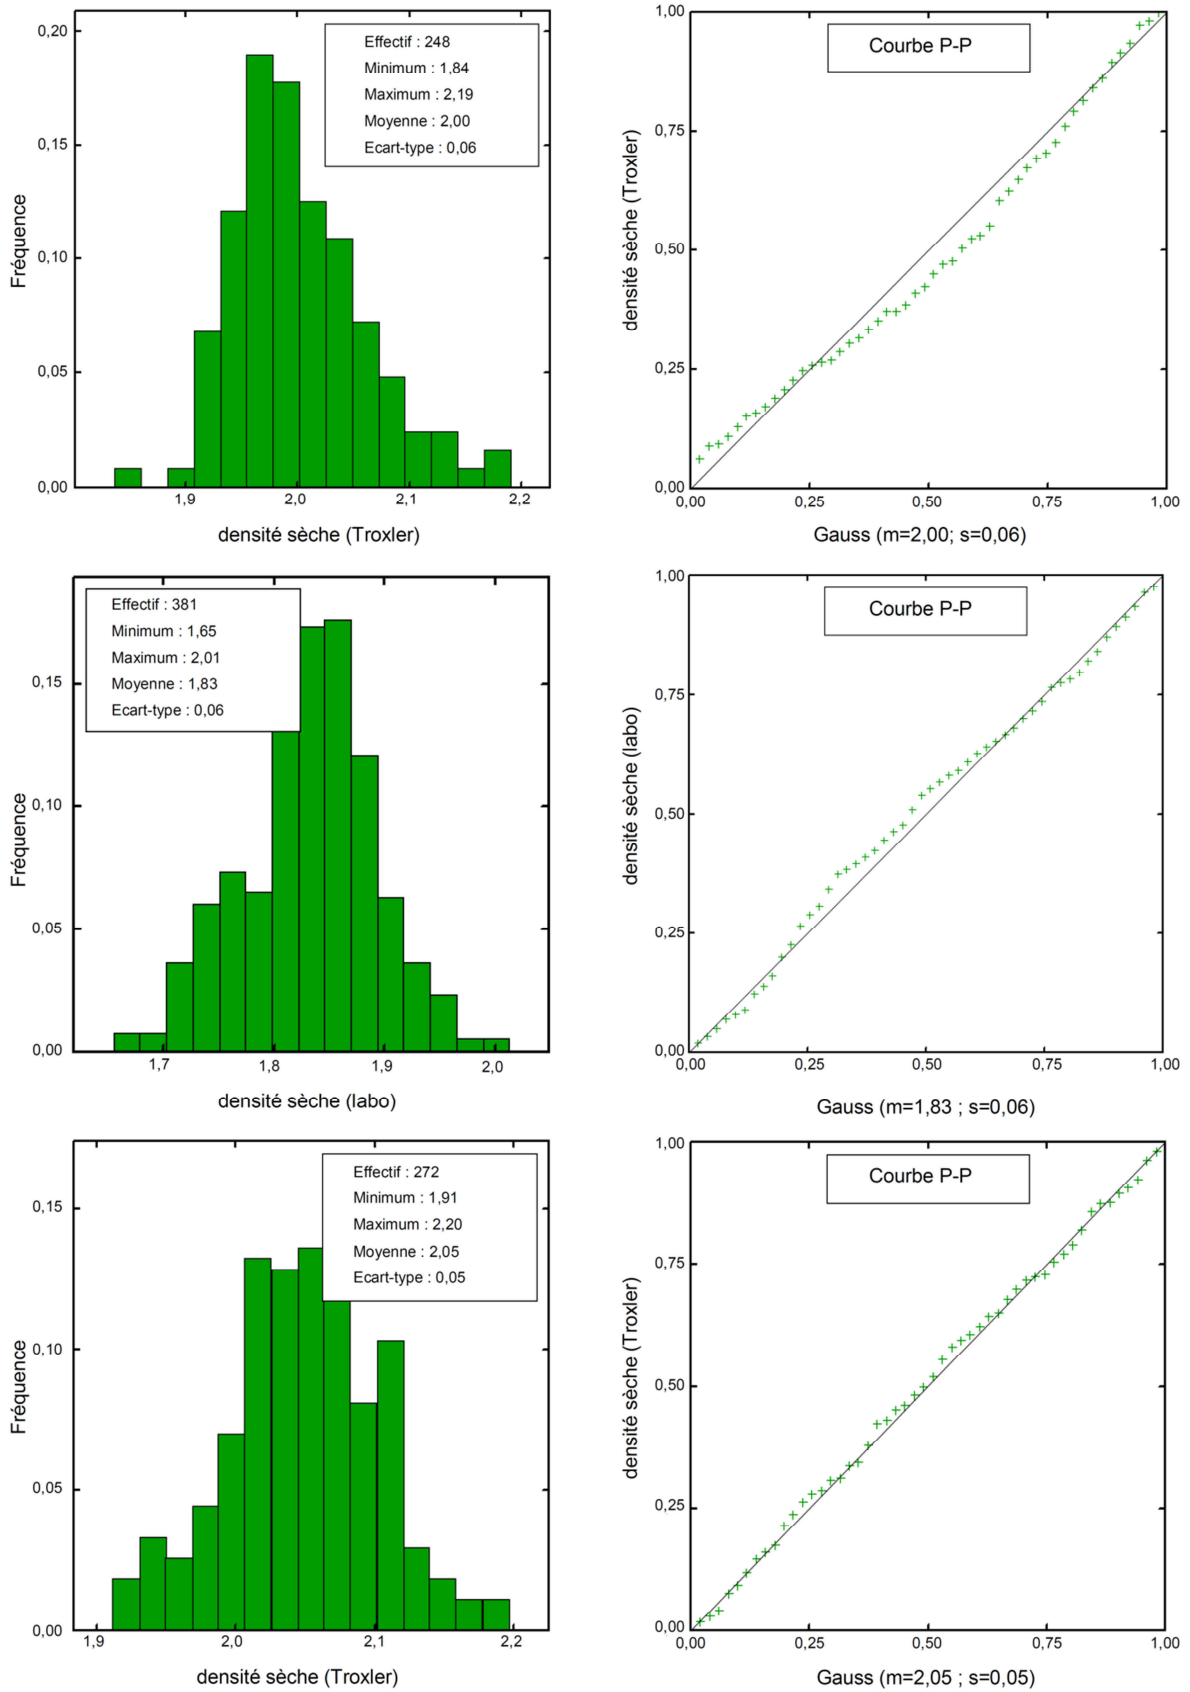 0,20
0,15
0,10
0,05
0,00
Fréquence
Effectif : 248
Minimum : 1,84
Maximum : 2,19
Moyenne : 2,00
Ecart-type : 0,06
1,9
2,0
2,1
2,2
densité sèche (Troxler)
1,00
0,75
0,50
0,25
0,00
densité sèche (Troxler)
Courbe P-P
0,00
0,25
0,50
0,75
1,00
Gauss (m=2,00; s=0,06)
0,15
0,10
0,05
0,00
Fréquence
Effectif : 381
Minimum : 1,65
Maximum : 2,01
Moyenne : 1,83
Ecart-type : 0,06
1,7
1,8
1,9
2,0
densité sèche (labo)
1,00
0,75
0,50
0,25
0,00
densité sèche (labo)
Courbe P-P
0,00
0,25
0,50
0,75
1,00
Gauss (m=1,83 ; s=0,06)
0,15
0,10
0,05
0,00
Fréquence
Effectif : 272
Minimum : 1,91
Maximum : 2,20
Moyenne : 2,05
Ecart-type : 0,05
1,9
2,0
2,1
2,2
densité sèche (Troxler)
1,00
0,75
0,50
0,25
0,00
densité sèche (Troxler)
Courbe P-P
0,00
0,25
0,50
0,75
1,00
Gauss (m=2,05 ; s=0,05)